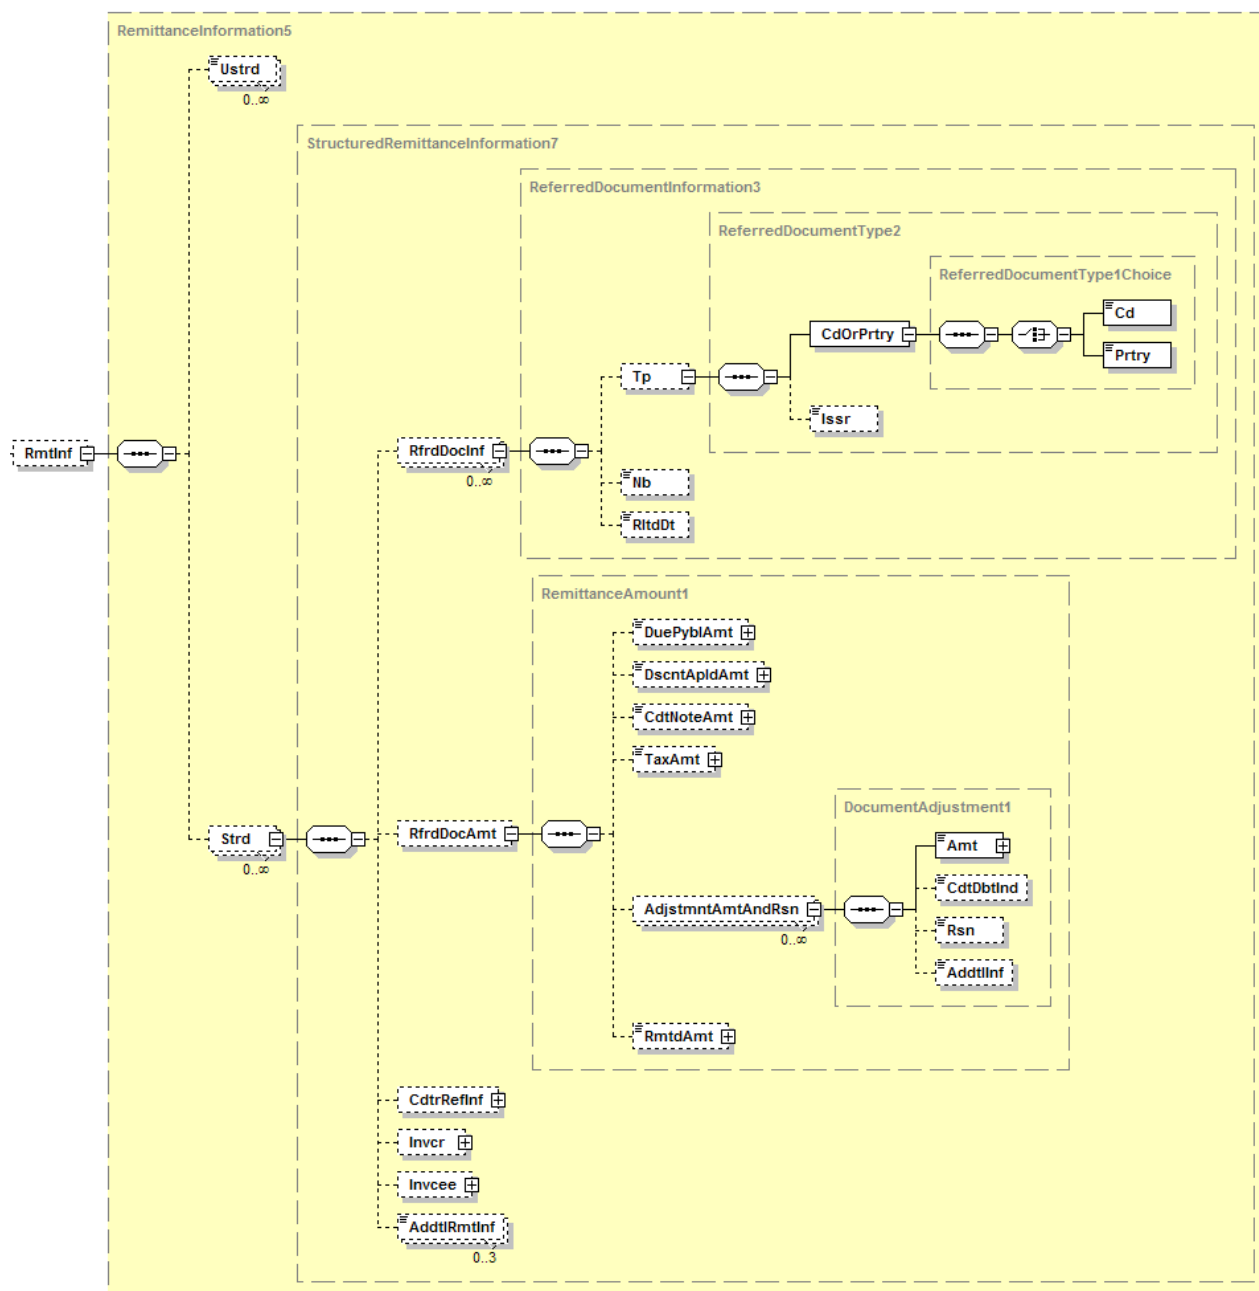 RemittanceInformation5
Ustrd
0..∞
StructuredRemittanceInformation7
ReferredDocumentInformation3
ReferredDocumentType2
ReferredDocumentType1Choice
Cd
CdOrPrtry
Prtry
Tp
Issr
RmtInf
RfrdDocInf
0..∞
Nb
RltdDt
RemittanceAmount1
DuePyblAmt
DscntApldAmt
CdtNoteAmt
TaxAmt
DocumentAdjustment1
Strd
0..∞
RfrdDocAmt
Amt
CdtDbtInd
AdjstmntAmtAndRsn
0..∞
Rsn
AddtlInf
RmtdAmt
CdtrRefInf
Invcr
Invcee
AddtlRmtInf
0..3